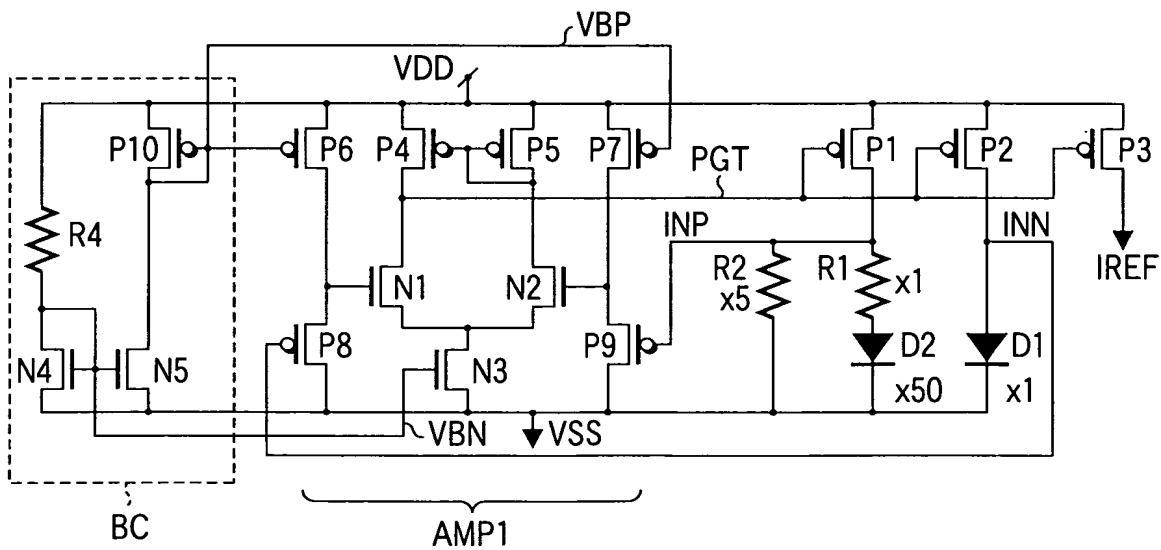 VBP
VDD
P10
P6
P4
P5
P7
P1
P2
P3
PGT
R4
INP
INN
R2
x5
R1
x1
IREF
N1
N2
N4
N5
P8
N3
P9
D2
x50
D1
x1
VBN
VSS
BC
AMP1